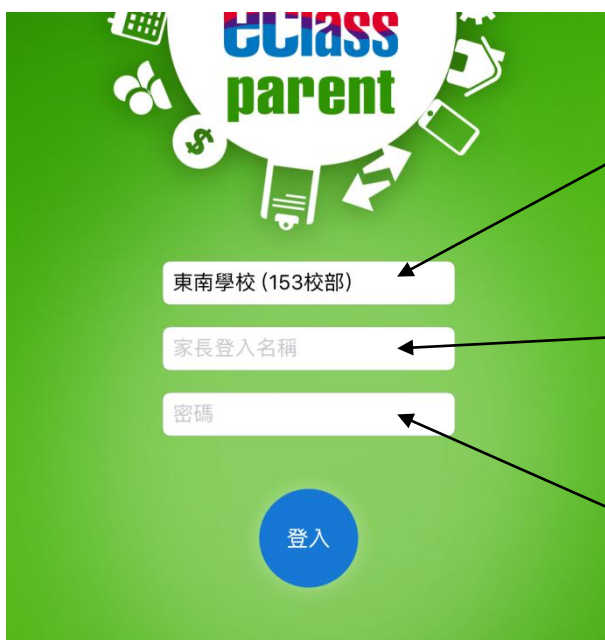 eClass
parent
$
東南學校 (153校部)
家長登入名稱
密碼
登入